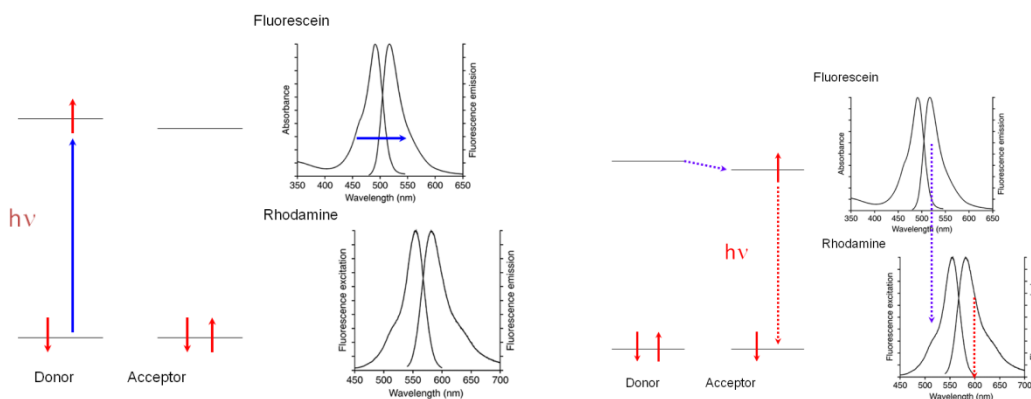 Fluorescein
Absorbance
Fluorescence emission
350 400 450 500 550 600 650
Wavelength (nm)
hν
Rhodamine
Fluorescence excitation
Fluorescence emission
450 500 550 600 650 700
Wavelength (nm)
Donor Acceptor
Fluorescein
Absorbance
Fluorescence emission
350 400 450 500 550 600 650
Wavelength (nm)
hν
Rhodamine
Fluorescence excitation
450 500 550 600 650 700
Wavelength (nm)
Donor Acceptor